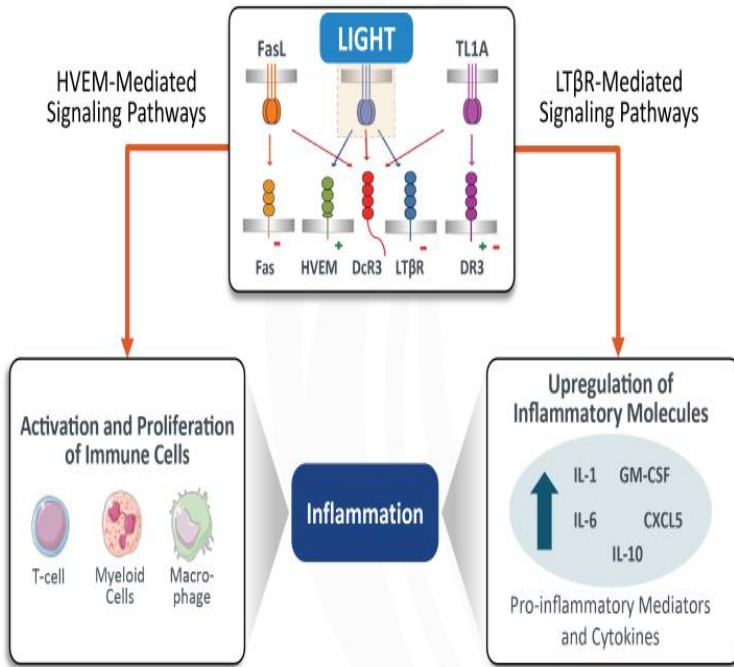 LIGHT
FasL
TL1A
HVEM-Mediated
Signaling Pathways
LTβR-Mediated
Signaling Pathways
- + - + -
Fas HVEM DcR3 LTβR DR3
Activation and Proliferation
of Immune Cells
T-cell
Myeloid
Cells
Macro-
phage
Inflammation
Upregulation of
Inflammatory Molecules
IL-1 GM-CSF
IL-6 CXCL5
IL-10
Pro-inflammatory Mediators
and Cytokines